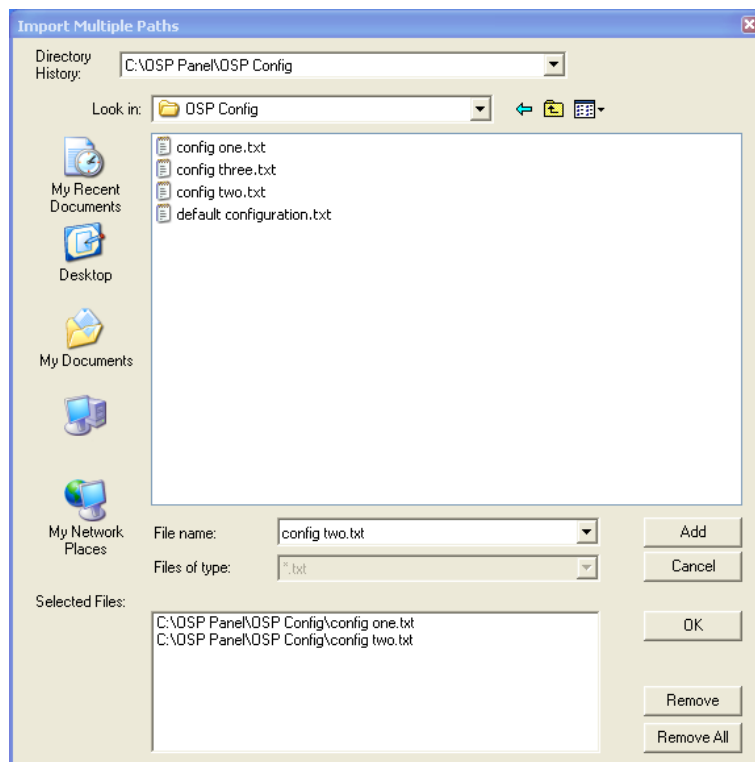 Import Multiple Paths
Directory
History:
C:\OSP Panel\OSP Config
Look in:
OSP Config
My Recent
Documents
Desktop
My Documents
My Network
Places
config one.txt
config three.txt
config two.txt
default configuration.txt
File name:
config two.txt
Add
Files of type:
*.txt
Cancel
Selected Files:
C:\OSP Panel\OSP Config\config one.txt
C:\OSP Panel\OSP Config\config two.txt
OK
Remove
Remove All